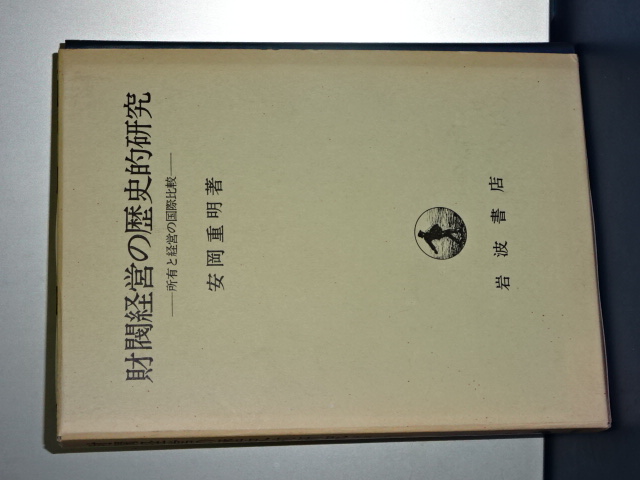 財閥経営の歴史的研究
——所有と経営の国際比較——
安岡重明著
岩波書店